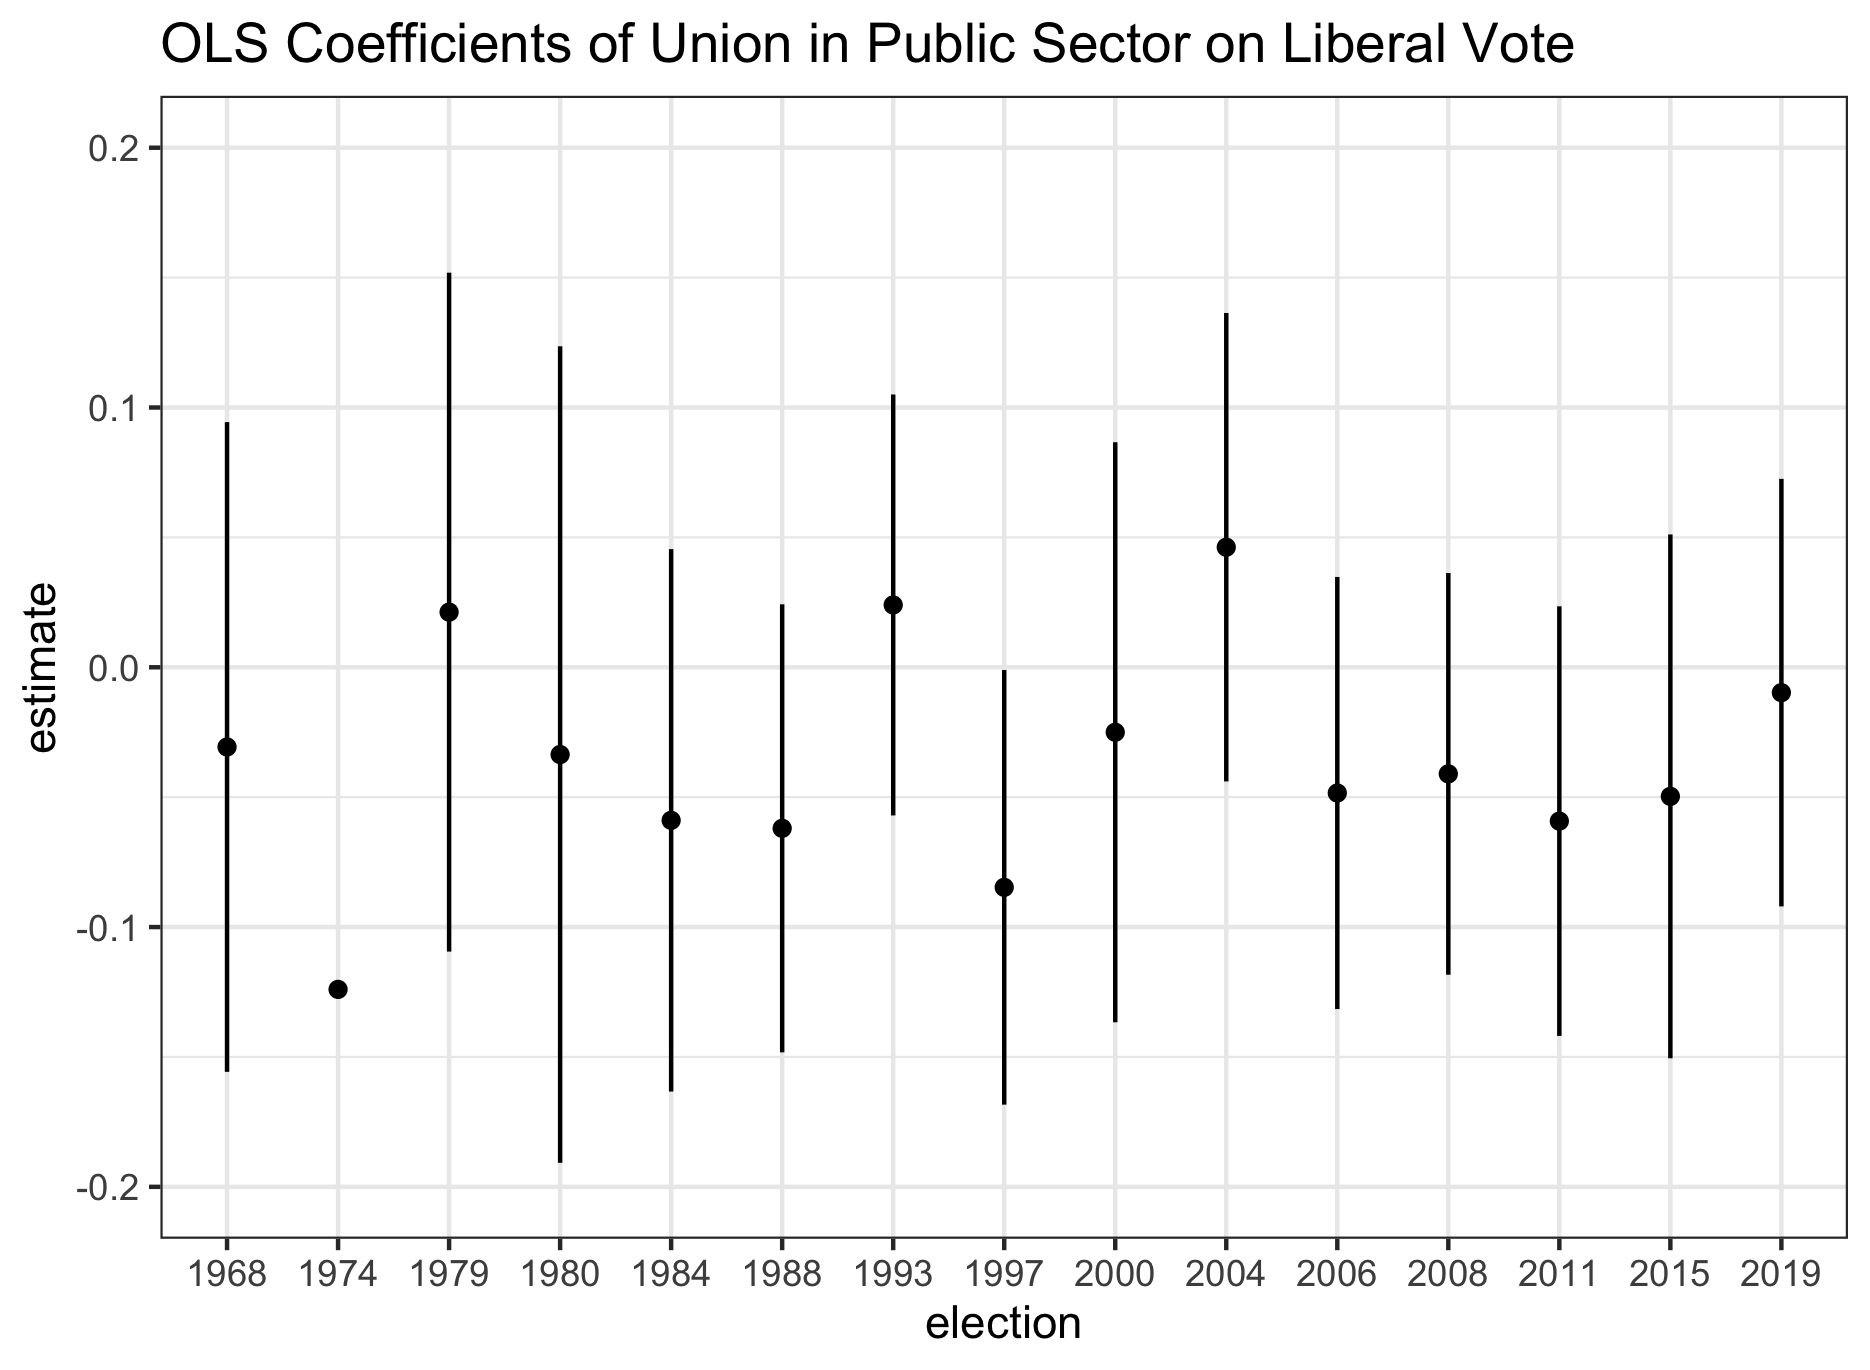 OLS Coefficients of Union in Public Sector on Liberal Vote
0.2
0.1
0.0
-0.1
-0.2
estimate
1968 1974 1979 1980 1984 1988 1993 1997 2000 2004 2006 2008 2011 2015 2019
election